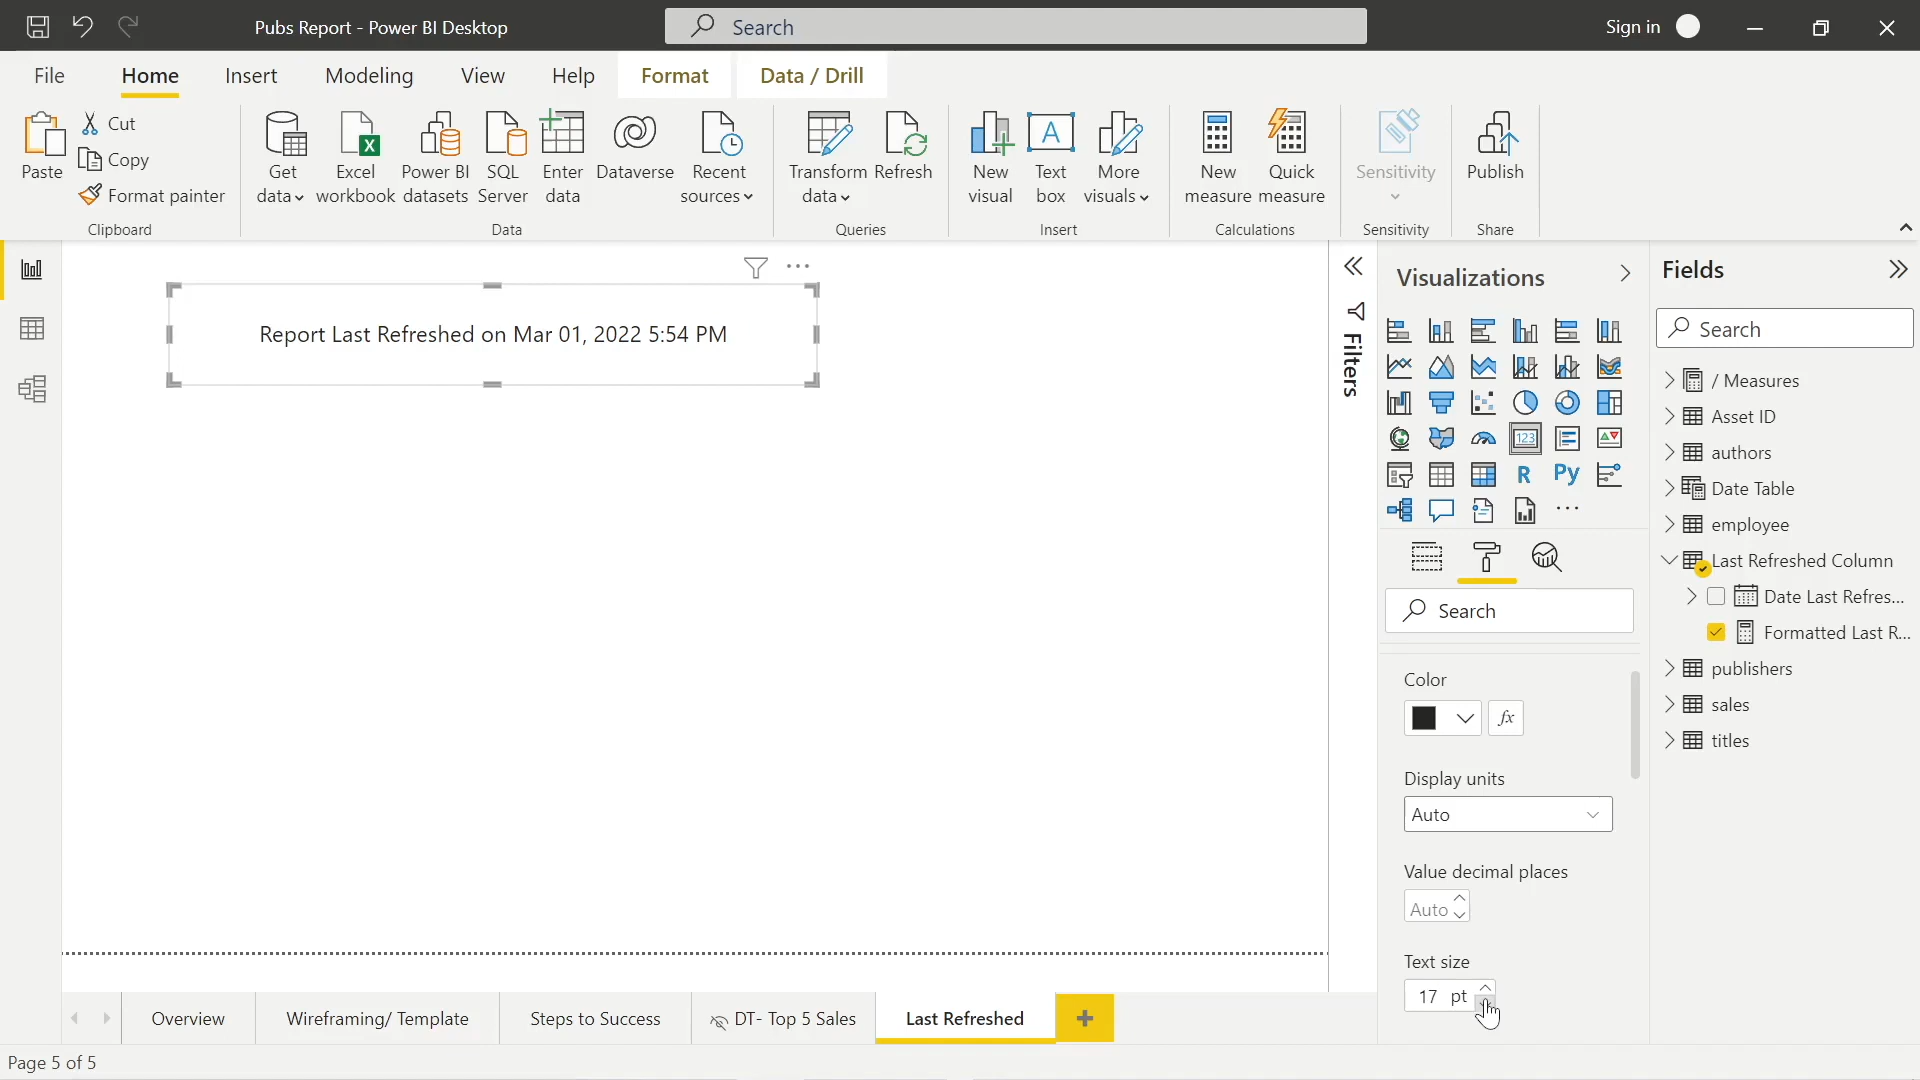 Pubs Report - Power BI Desktop
Search
Sign in
File
Home
Insert
Modeling
View
Help
Format
Data / Drill
Paste
Cut
Copy
Format painter
Clipboard
Get data
Excel workbook
Power BI datasets
SQL Server
Enter data
Dataverse
Recent sources
Data
Transform data
Refresh
Queries
New visual
A
Text box
More visuals
Insert
New measure
Quick measure
Calculations
Sensitivity
Sensitivity
Publish
Share
Report Last Refreshed on Mar 01, 2022 5:54 PM
Filters
Visualizations
123
R
Py
Search
Color
fx
Display units
Auto
Value decimal places
Auto
Text size
17 pt
Fields
Search
/ Measures
Asset ID
authors
Date Table
employee
Last Refreshed Column
Date Last Refres...
Formatted Last R...
publishers
sales
titles
Overview
Wireframing/ Template
Steps to Success
DT- Top 5 Sales
Last Refreshed
+
Page 5 of 5